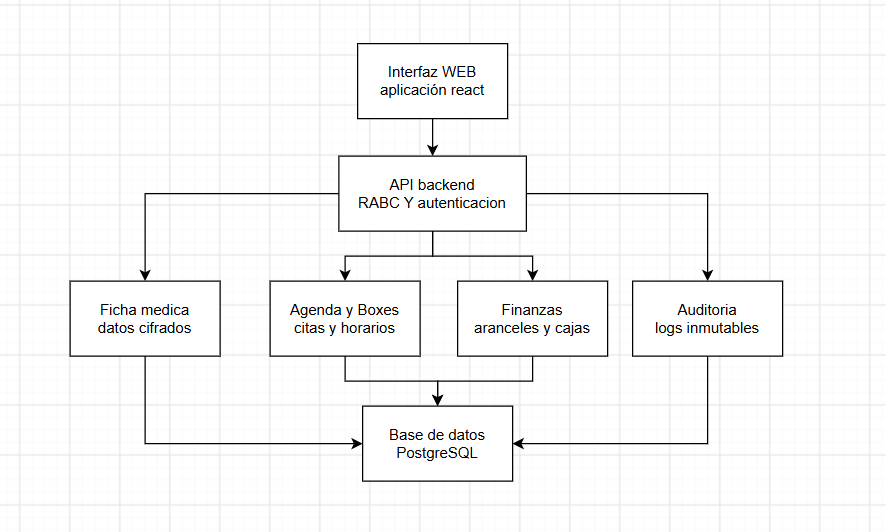 Interfaz WEB
aplicación react
API backend
RABC Y autenticacion
Ficha medica
datos cifrados
Agenda y Boxes
citas y horarios
Finanzas
aranceles y cajas
Auditoria
logs inmutables
Base de datos
PostgreSQL